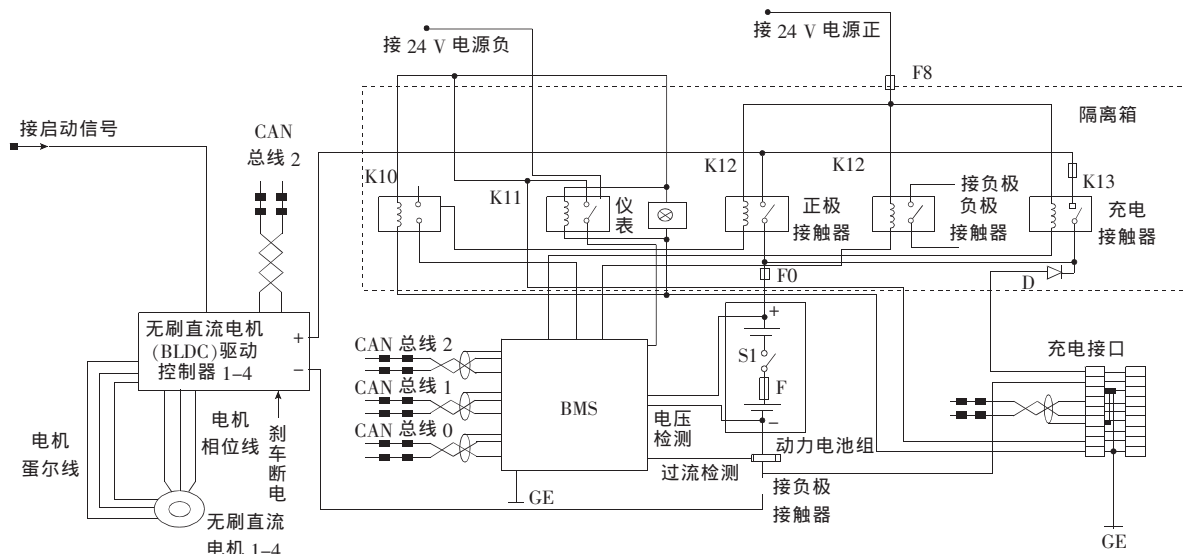 接 24 V 电源负
接 24 V 电源正
F8
隔离箱
接启动信号
CAN
总线 2
K10
K11
仪
表
K12
正极
接触器
K12
接负极
负极
接触器
K13
充电
接触器
F0
D
无刷直流电机
(BLDC)驱动
控制器 1-4
+
−
CAN 总线 2
CAN 总线 1
CAN 总线 0
BMS
GE
电压
检测
过流检测
+
S1
F
−
动力电池组
接负极
接触器
充电接口
GE
电机
蛋尔线
电机
相位线
刹
车
断
电
无刷直流
电机 1-4